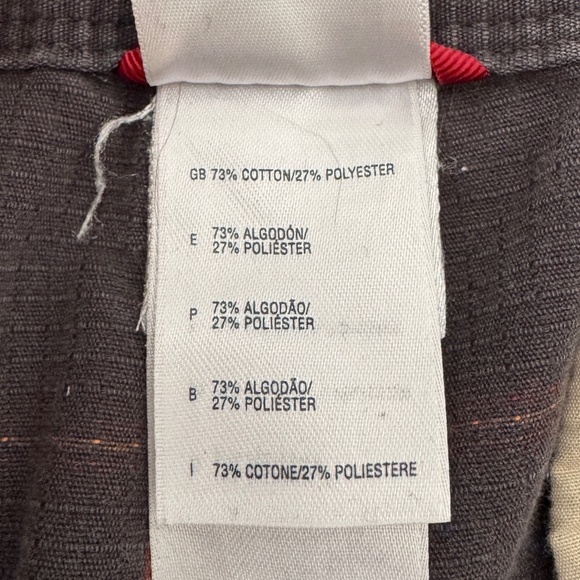 GB 73% COTTON/27% POLYESTER
E 73% ALGODÓN/
27% POLIÉSTER
P 73% ALGODÃO/
27% POLIÉSTER
B 73% ALGODÃO/
27% POLIÉSTER
I 73% COTONE/27% POLIESTERE